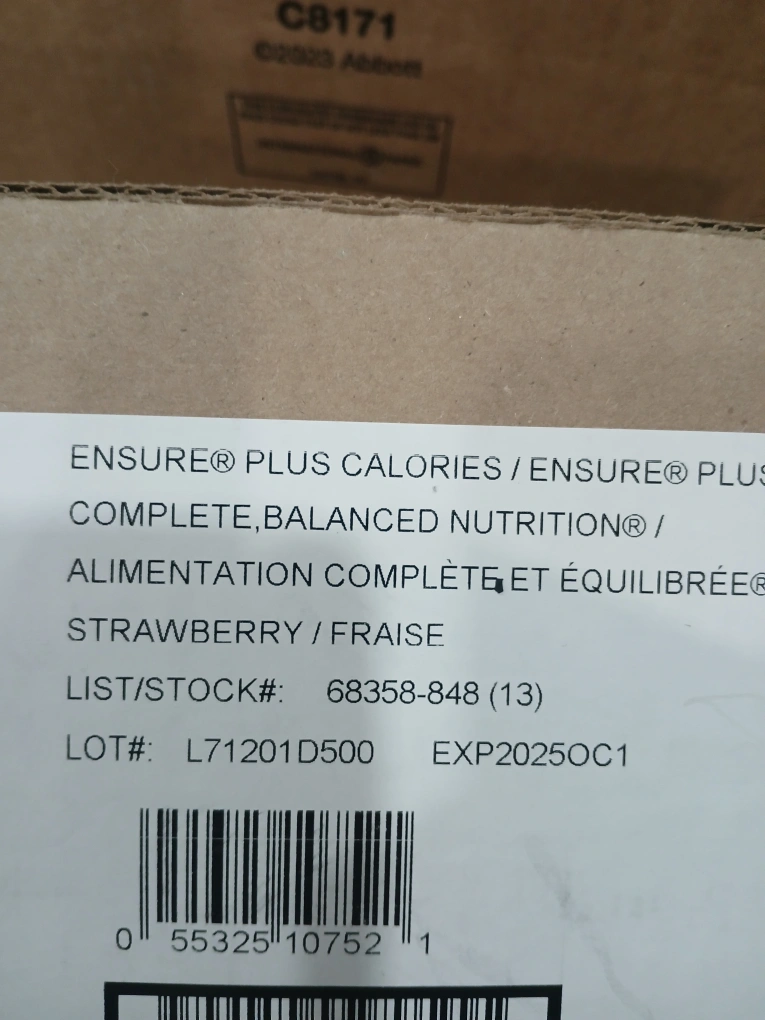 C8171
©2023 Abbott
ENSURE® PLUS CALORIES / ENSURE® PLUS
COMPLETE,BALANCED NUTRITION® /
ALIMENTATION COMPLÈTE ET ÉQUILIBRÉE®
STRAWBERRY / FRAISE
LIST/STOCK#: 68358-848 (13)
LOT#: L71201D500 EXP2025OC1
0 55325 10752 1